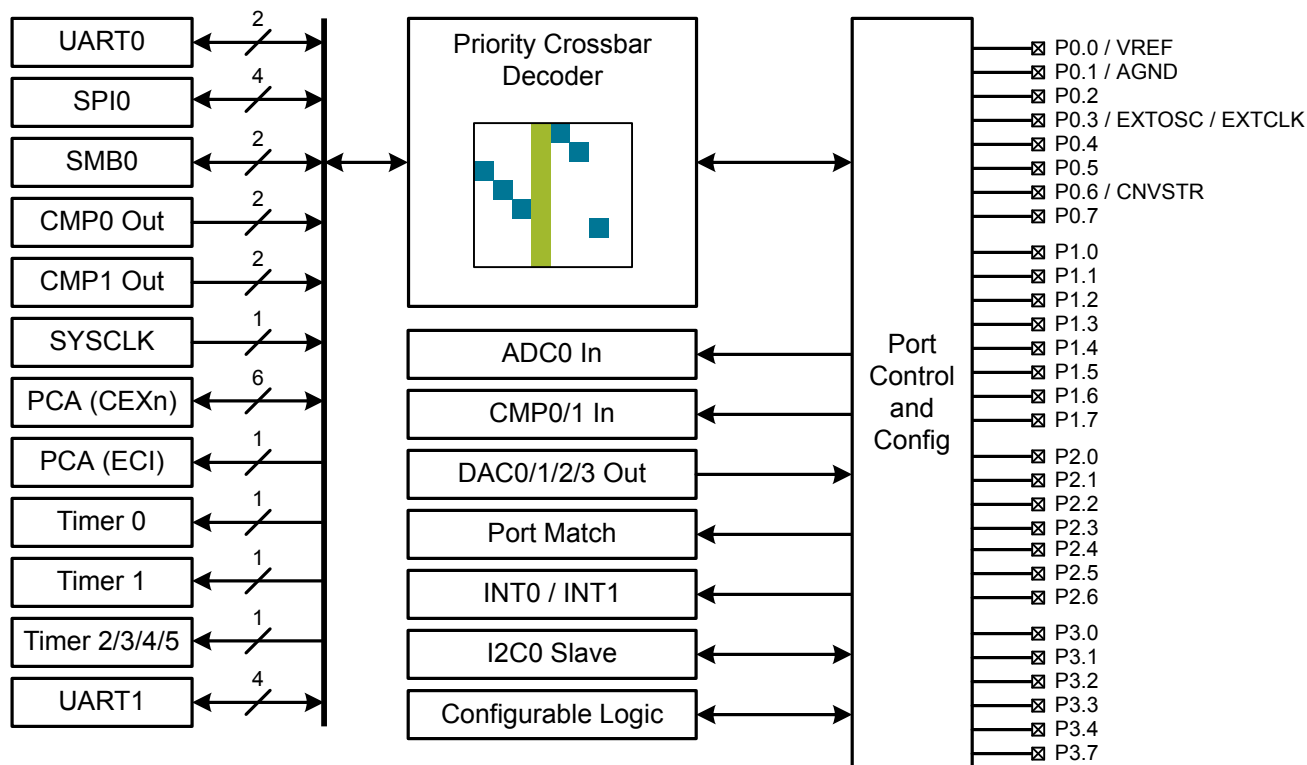 UART0
2
SPI0
4
SMB0
2
CMP0 Out
2
CMP1 Out
2
SYSCLK
1
PCA (CEXn)
6
PCA (ECI)
1
Timer 0
1
Timer 1
1
Timer 2/3/4/5
1
UART1
4
Priority Crossbar
Decoder
ADC0 In
CMP0/1 In
DAC0/1/2/3 Out
Port Match
INT0 / INT1
I2C0 Slave
Configurable Logic
Port
Control
and
Config
P0.0 / VREF
P0.1 / AGND
P0.2
P0.3 / EXTOSC / EXTCLK
P0.4
P0.5
P0.6 / CNVSTR
P0.7
P1.0
P1.1
P1.2
P1.3
P1.4
P1.5
P1.6
P1.7
P2.0
P2.1
P2.2
P2.3
P2.4
P2.5
P2.6
P3.0
P3.1
P3.2
P3.3
P3.4
P3.7